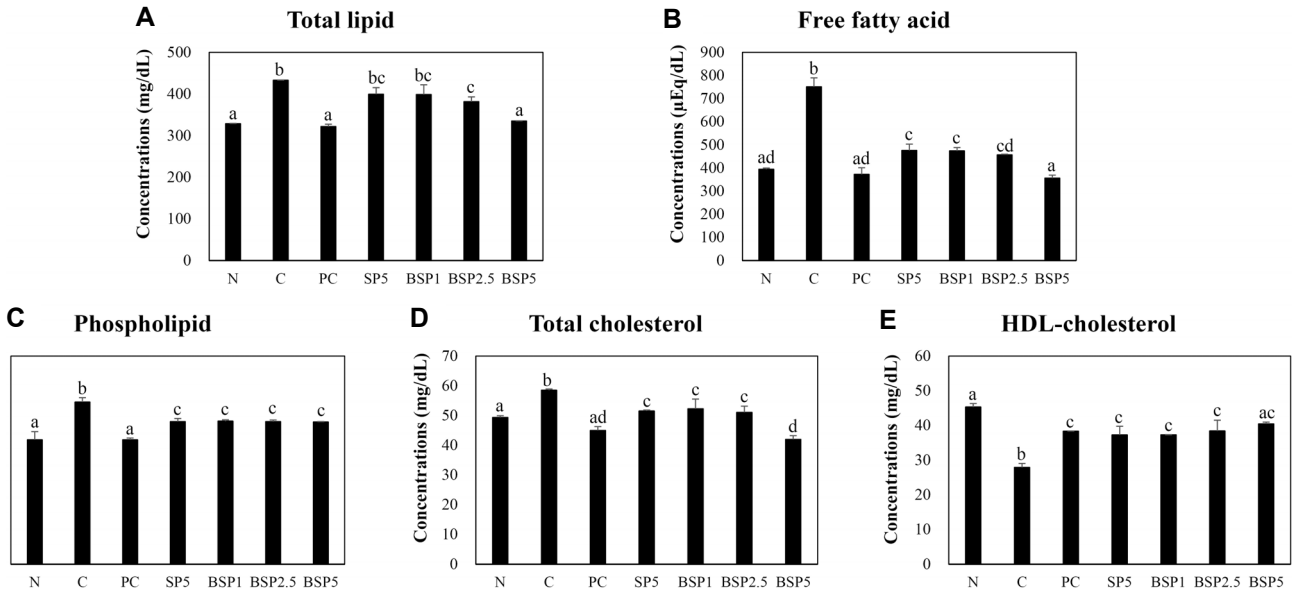 A
Total lipid
Concentrations (mg/dL)
500
400
300
200
100
0
a
b
a
bc
bc
c
a
N C PC SP5 BSP1 BSP2.5 BSP5
B
Free fatty acid
Concentrations (µEq/dL)
900
800
700
600
500
400
300
200
100
0
ad
b
ad
c
c
cd
a
N C PC SP5 BSP1 BSP2.5 BSP5
C
Phospholipid
a
b
a
c
c
c
c
N C PC SP5 BSP1 BSP2.5 BSP5
D
Total cholesterol
Concentrations (mg/dL)
70
60
50
40
30
20
10
0
a
b
ad
c
c
c
d
N C PC SP5 BSP1 BSP2.5 BSP5
E
HDL-cholesterol
Concentrations (mg/dL)
60
50
40
30
20
10
0
a
b
c
c
c
c
ac
N C PC SP5 BSP1 BSP2.5 BSP5